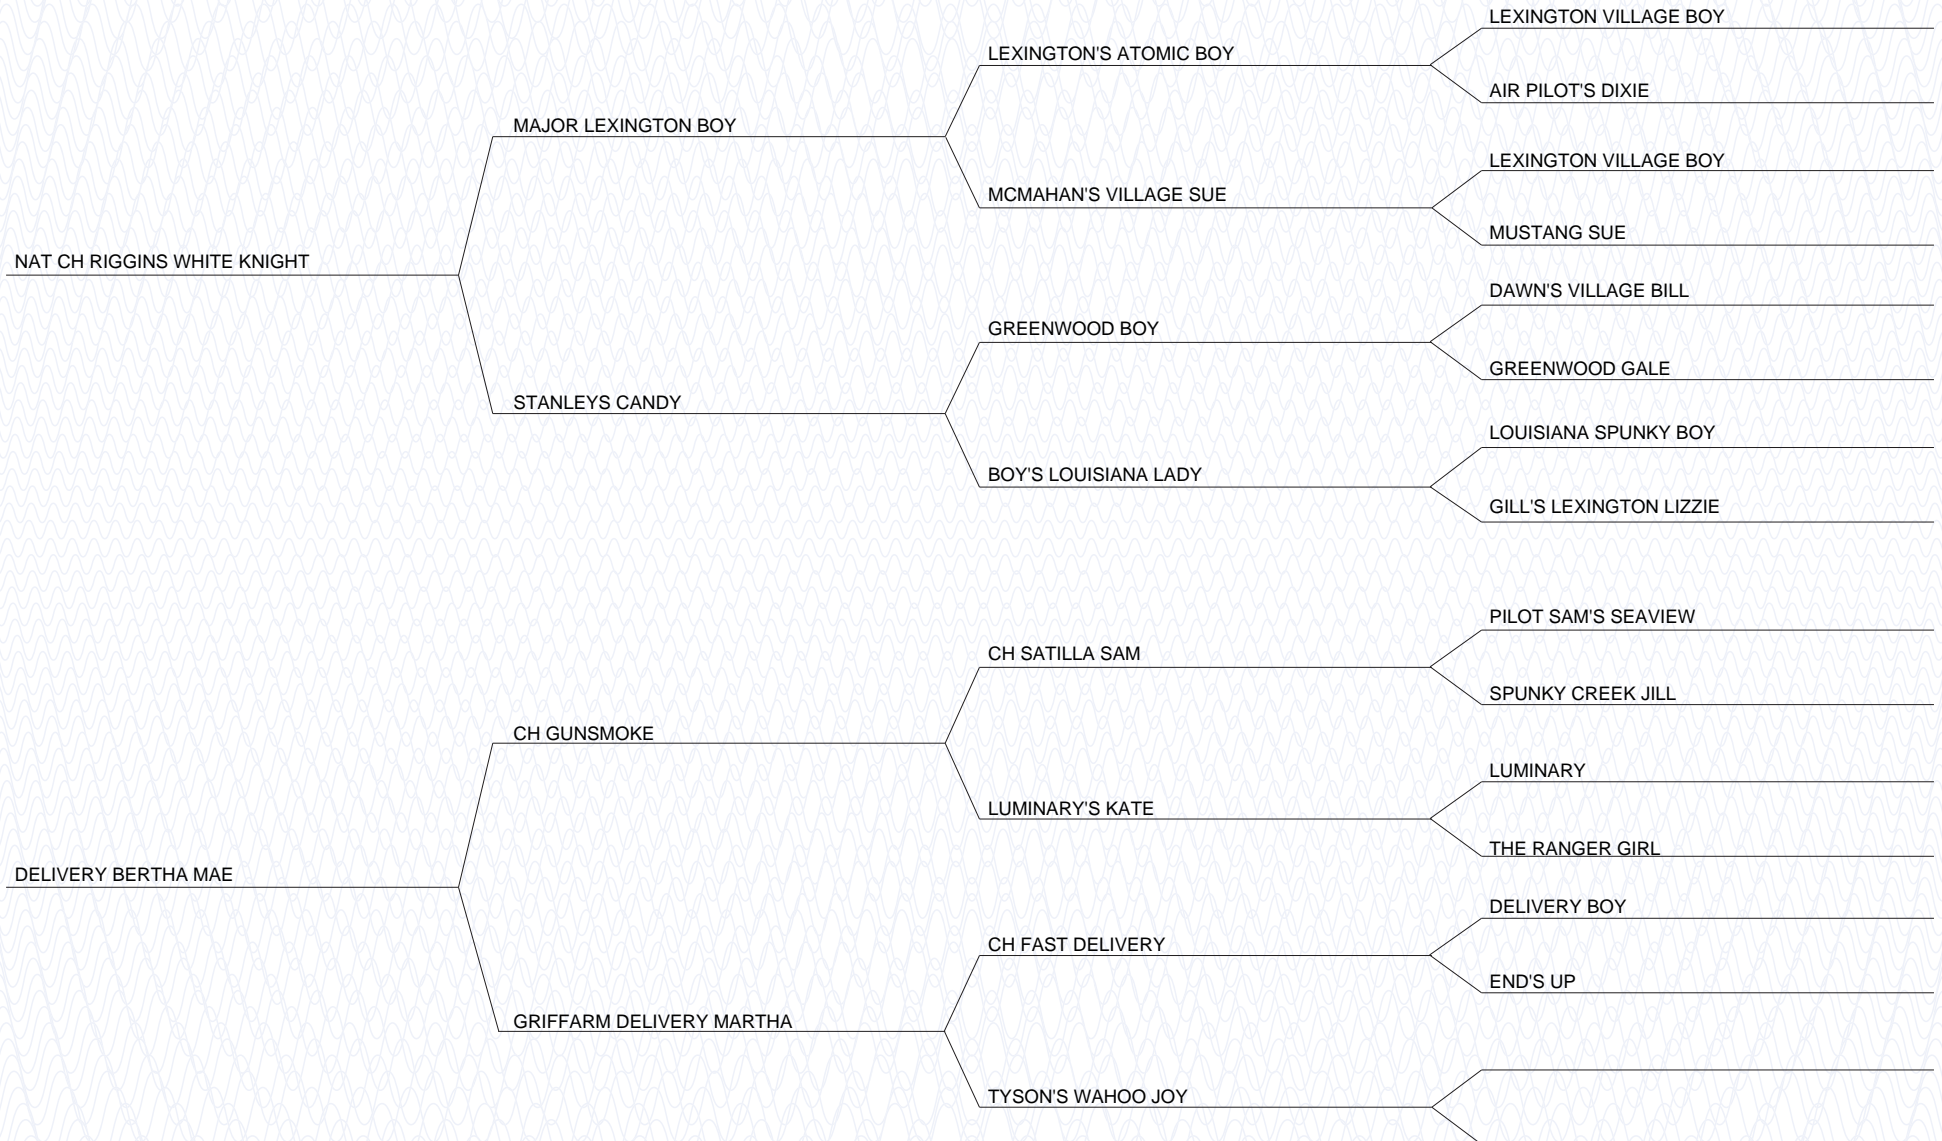 LEXINGTON VILLAGE BOY
LEXINGTON'S ATOMIC BOY
AIR PILOT'S DIXIE
MAJOR LEXINGTON BOY
LEXINGTON VILLAGE BOY
MCMAHAN'S VILLAGE SUE
MUSTANG SUE
NAT CH RIGGINS WHITE KNIGHT
DAWN'S VILLAGE BILL
GREENWOOD BOY
GREENWOOD GALE
STANLEYS CANDY
LOUISIANA SPUNKY BOY
BOY'S LOUISIANA LADY
GILL'S LEXINGTON LIZZIE
PILOT SAM'S SEAVIEW
CH SATILLA SAM
SPUNKY CREEK JILL
CH GUNSMOKE
LUMINARY
LUMINARY'S KATE
THE RANGER GIRL
DELIVERY BERTHA MAE
DELIVERY BOY
CH FAST DELIVERY
END'S UP
GRIFFARM DELIVERY MARTHA
TYSON'S WAHOO JOY